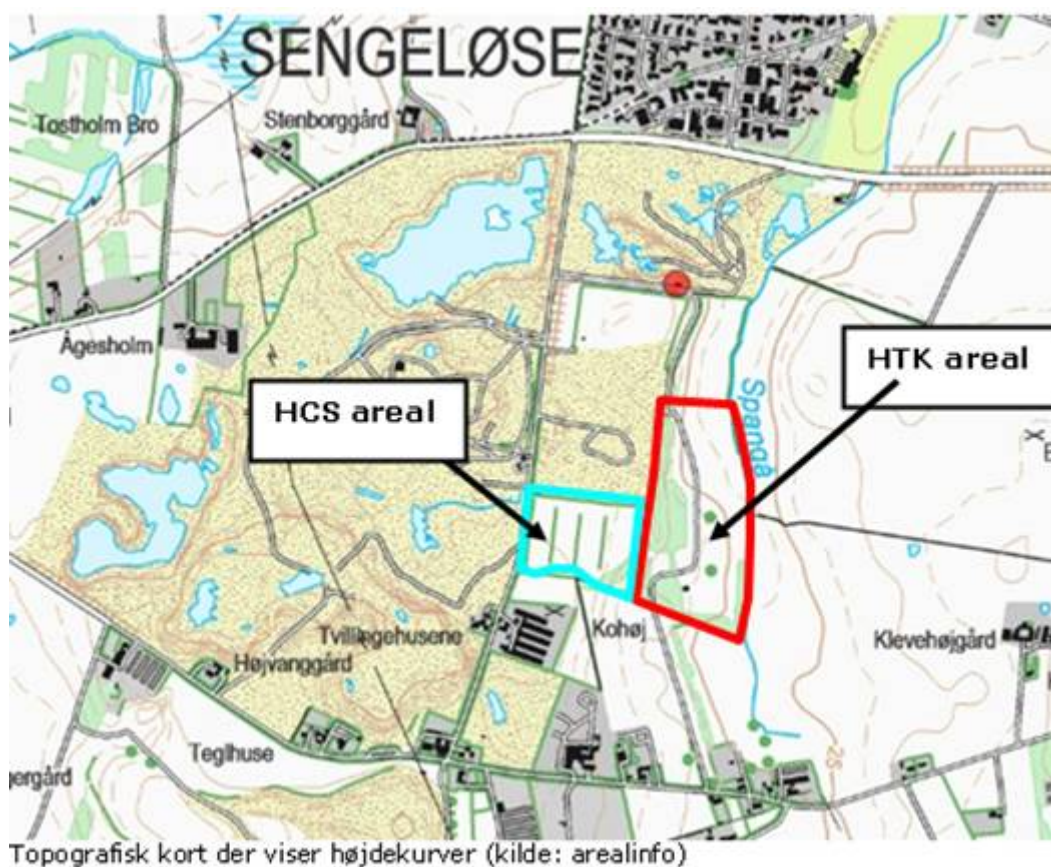 SENGELØSE
Tostholm Bro
Stenborggård
Ågesholm
HTK areal
HCS areal
Spangå
Tvillingehusene
Kohøj
Klevehøjgård
Højvanggård
Teglhuse
25
ergård
Topografisk kort der viser højdekurver (kilde: arealinfo)